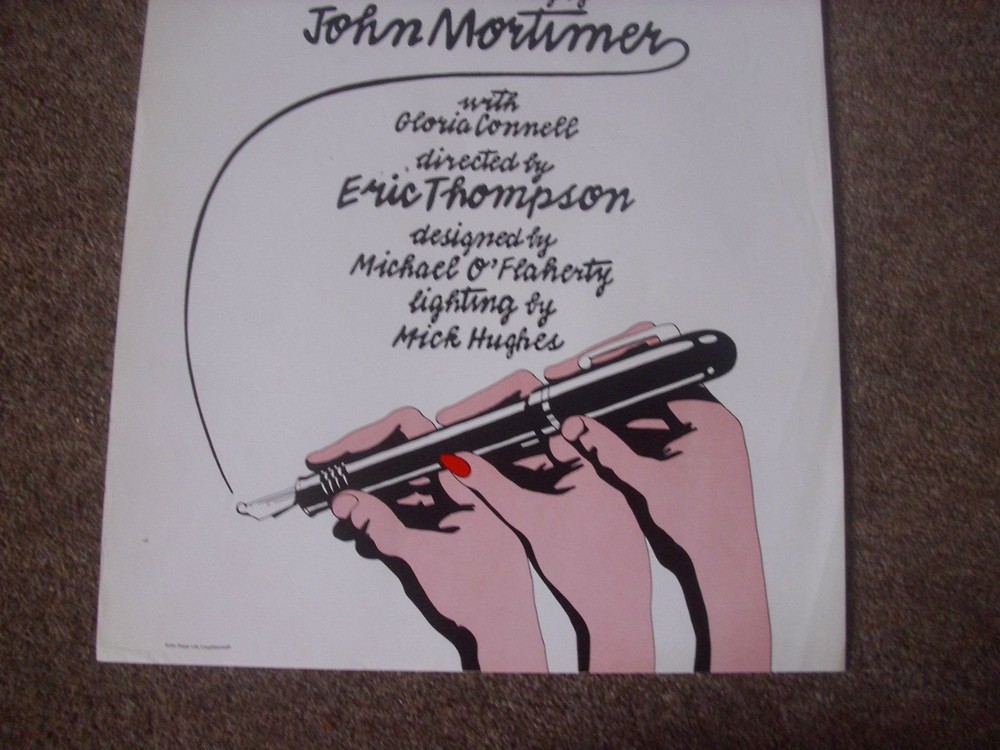 John Mortimer
with
Gloria Connell
directed by
Eric Thompson
designed by
Michael O'Flaherty
lighting by
Mick Hughes